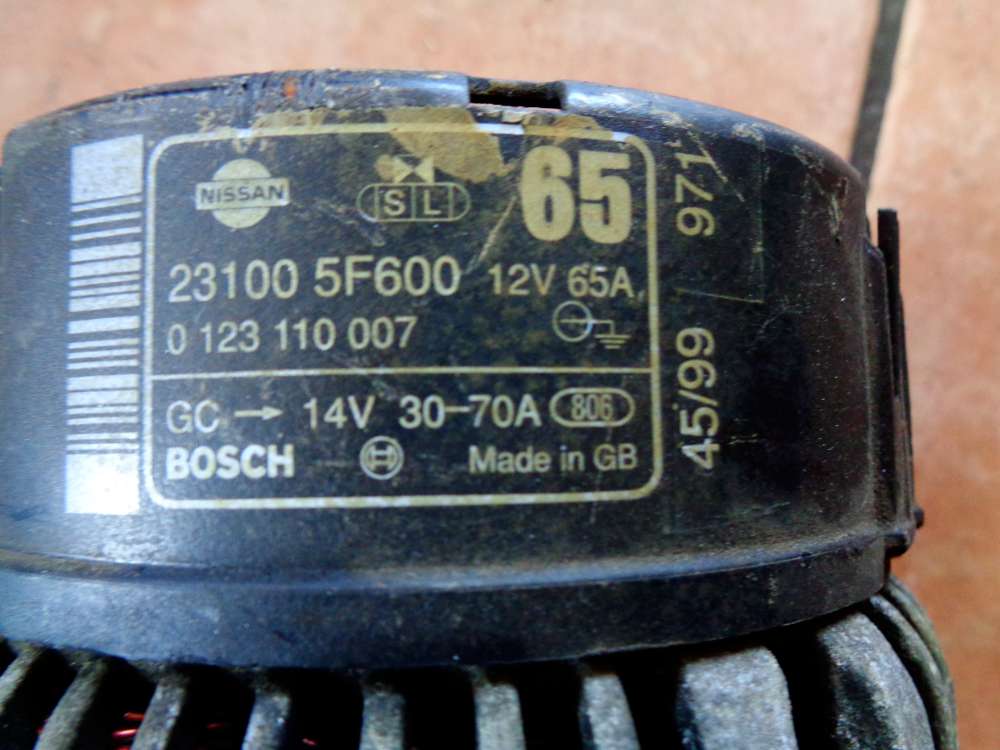 NISSAN
S L
65
23100 5F600 12V 65A
0 123 110 007
GC → 14V 30-70A 806
BOSCH
Made in GB
45/99 971